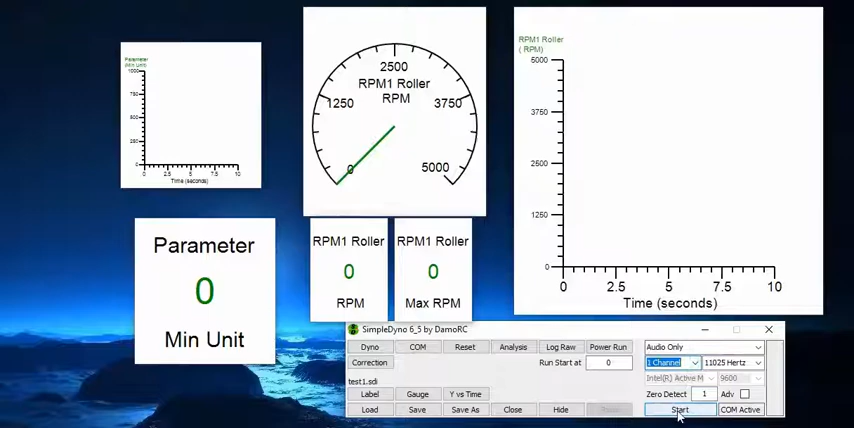 Parameter
(Min Unit)
1000
750
500
250
0
0 2.5 5 7.5 10
Time (seconds)
2500
RPM1 Roller
RPM
1250 3750
0 5000
RPM1 Roller
( RPM)
5000
3750
2500
1250
0
0 2.5 5 7.5 10
Time (seconds)
Parameter
0
Min Unit
RPM1 Roller
0
RPM
RPM1 Roller
0
Max RPM
SimpleDyno 6_5 by DamoRC
Dyno COM Reset Analysis Log Raw Power Run Audio Only
Correction Run Start at 0 1 Channel 11025 Hertz
test1.sdi Intel(R) Active M 9600
Label Gauge Y vs Time Zero Detect 1 Adv
Load Save Save As Close Hide Start COM Active